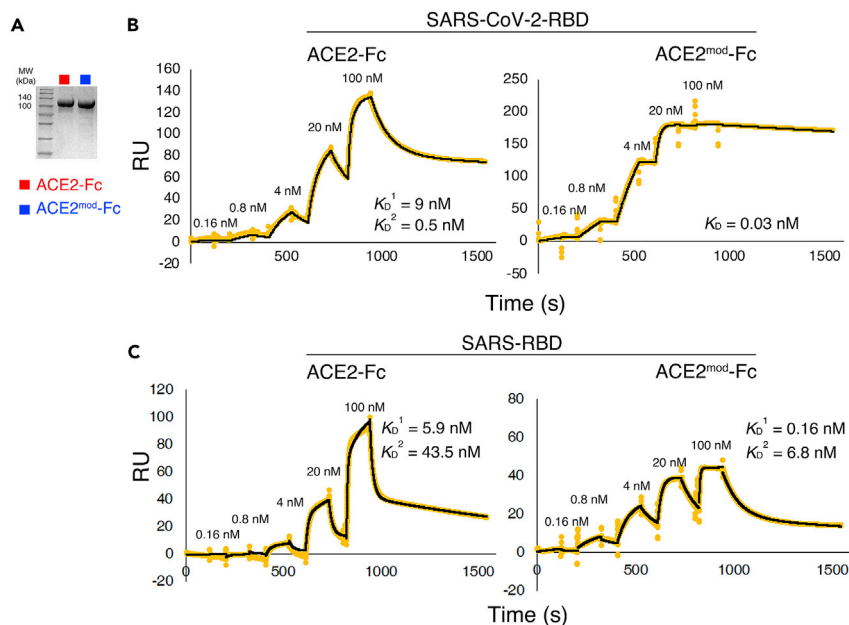 A
MW
(kDa)
140
100
ACE2-Fc
ACE2mod-Fc
B
SARS-CoV-2-RBD
ACE2-Fc
RU
160
140
120
100
80
60
40
20
0
-20
0.16 nM
0.8 nM
4 nM
20 nM
100 nM
KD1 = 9 nM
KD2 = 0.5 nM
500
1000
1500
ACE2mod-Fc
250
200
150
100
50
0
-50
0.16 nM
0.8 nM
4 nM
20 nM
100 nM
KD = 0.03 nM
500
1000
1500
Time (s)
C
SARS-RBD
ACE2-Fc
RU
120
100
80
60
40
20
0
-20
0.16 nM
0.8 nM
4 nM
20 nM
100 nM
KD1 = 5.9 nM
KD2 = 43.5 nM
500
1000
1500
ACE2mod-Fc
80
60
40
20
0
-20
0.16 nM
0.8 nM
4 nM
20 nM
100 nM
KD1 = 0.16 nM
KD2 = 6.8 nM
500
1000
1500
Time (s)